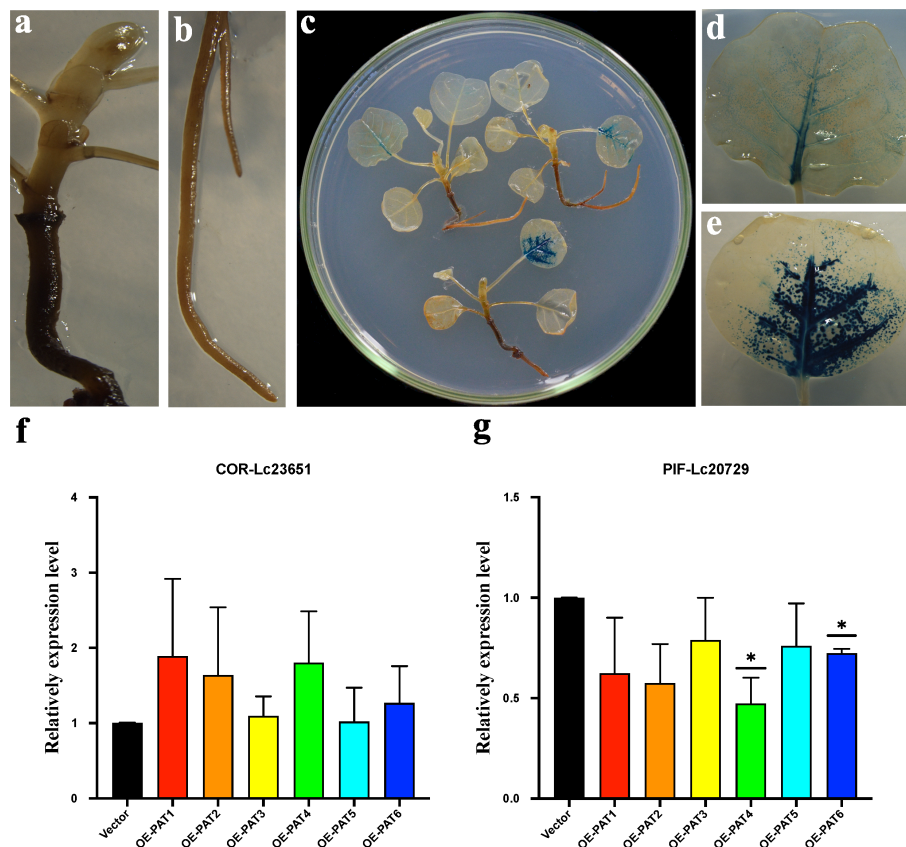 a
b
c
d
e
f
g
COR-Lc23651
Relatively expression level
4
3
2
1
0
Vector
OE-PAT1
OE-PAT2
OE-PAT3
OE-PAT4
OE-PAT5
OE-PAT6
PIF-Lc20729
Relatively expression level
1.5
1.0
0.5
0.0
*
*
Vector
OE-PAT1
OE-PAT2
OE-PAT3
OE-PAT4
OE-PAT5
OE-PAT6